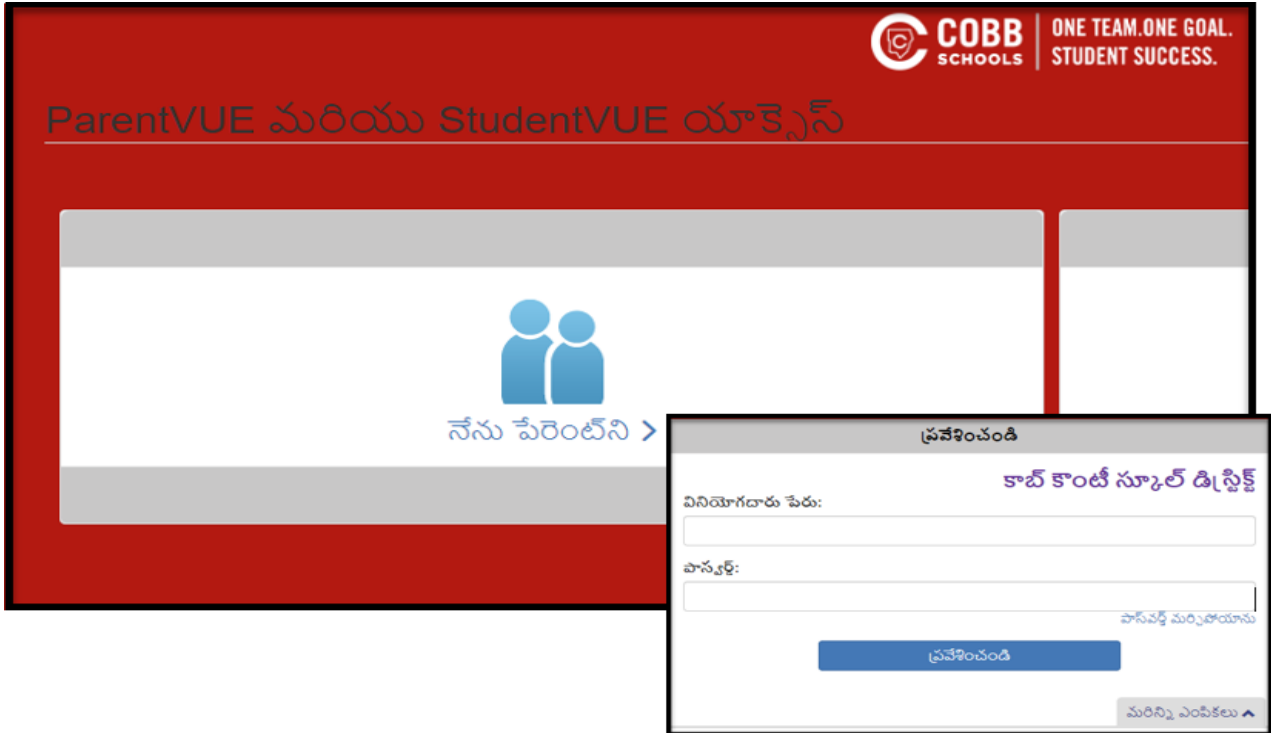 COBB
SCHOOLS
ONE TEAM.ONE GOAL.
STUDENT SUCCESS.
ParentVUE మరియు StudentVUE యాక్సెస్
నేను పేరెంట్‌ని >
ప్రవేశించండి
కాబ్ కౌంటీ స్కూల్ డిస్ట్రిక్ట్
వినియోగదారు పేరు:
పాస్వర్డ్:
పాస్‌వర్డ్ మర్చిపోయాను
ప్రవేశించండి
మరిన్ని ఎంపికలు